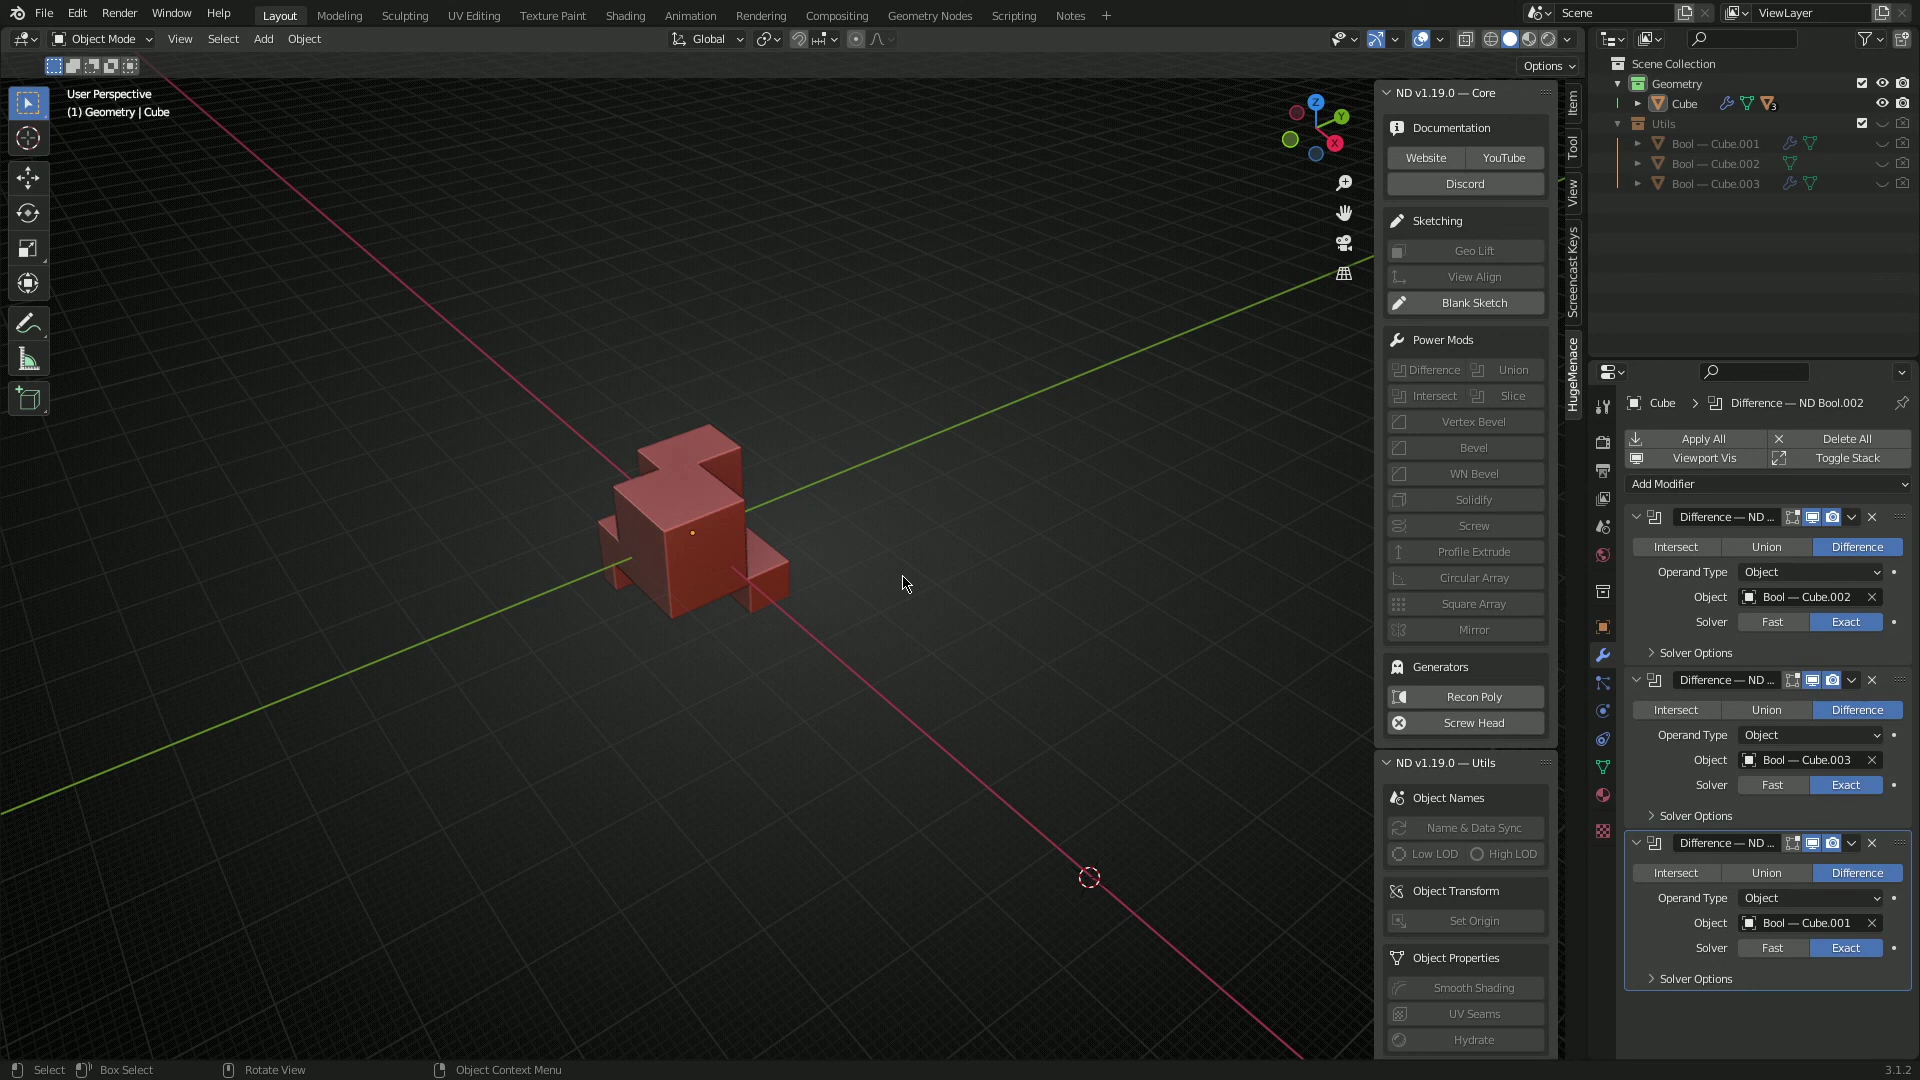 File Edit Render Window Help Layout Modeling Sculpting UV Editing Texture Paint Shading Animation Rendering Compositing Geometry Nodes Scripting Notes + Scene ViewLayer
Object Mode View Select Add Object Global
Options
User Perspective
(1) Geometry | Cube
Z
Y
X
ND v1.19.0 — Core
Documentation
Website YouTube
Discord
Sketching
Geo Lift
View Align
Blank Sketch
Power Mods
Difference Union
Intersect Slice
Vertex Bevel
Bevel
WN Bevel
Solidify
Screw
Profile Extrude
Circular Array
Square Array
Mirror
Generators
Recon Poly
Screw Head
ND v1.19.0 — Utils
Object Names
Name & Data Sync
Low LOD High LOD
Object Transform
Set Origin
Object Properties
Smooth Shading
UV Seams
Hydrate
Item
Tool
View
Screencast Keys
HugeMenace
Scene Collection
Geometry
Cube 3
Utils
Bool — Cube.001
Bool — Cube.002
Bool — Cube.003
Cube Difference — ND Bool.002
Apply All Delete All
Viewport Vis Toggle Stack
Add Modifier
Difference — ND ...
Intersect Union Difference
Operand Type Object
Object Bool — Cube.002
Solver Fast Exact
Solver Options
Difference — ND ...
Intersect Union Difference
Operand Type Object
Object Bool — Cube.003
Solver Fast Exact
Solver Options
Difference — ND ...
Intersect Union Difference
Operand Type Object
Object Bool — Cube.001
Solver Fast Exact
Solver Options
Select Box Select Rotate View Object Context Menu 3.1.2